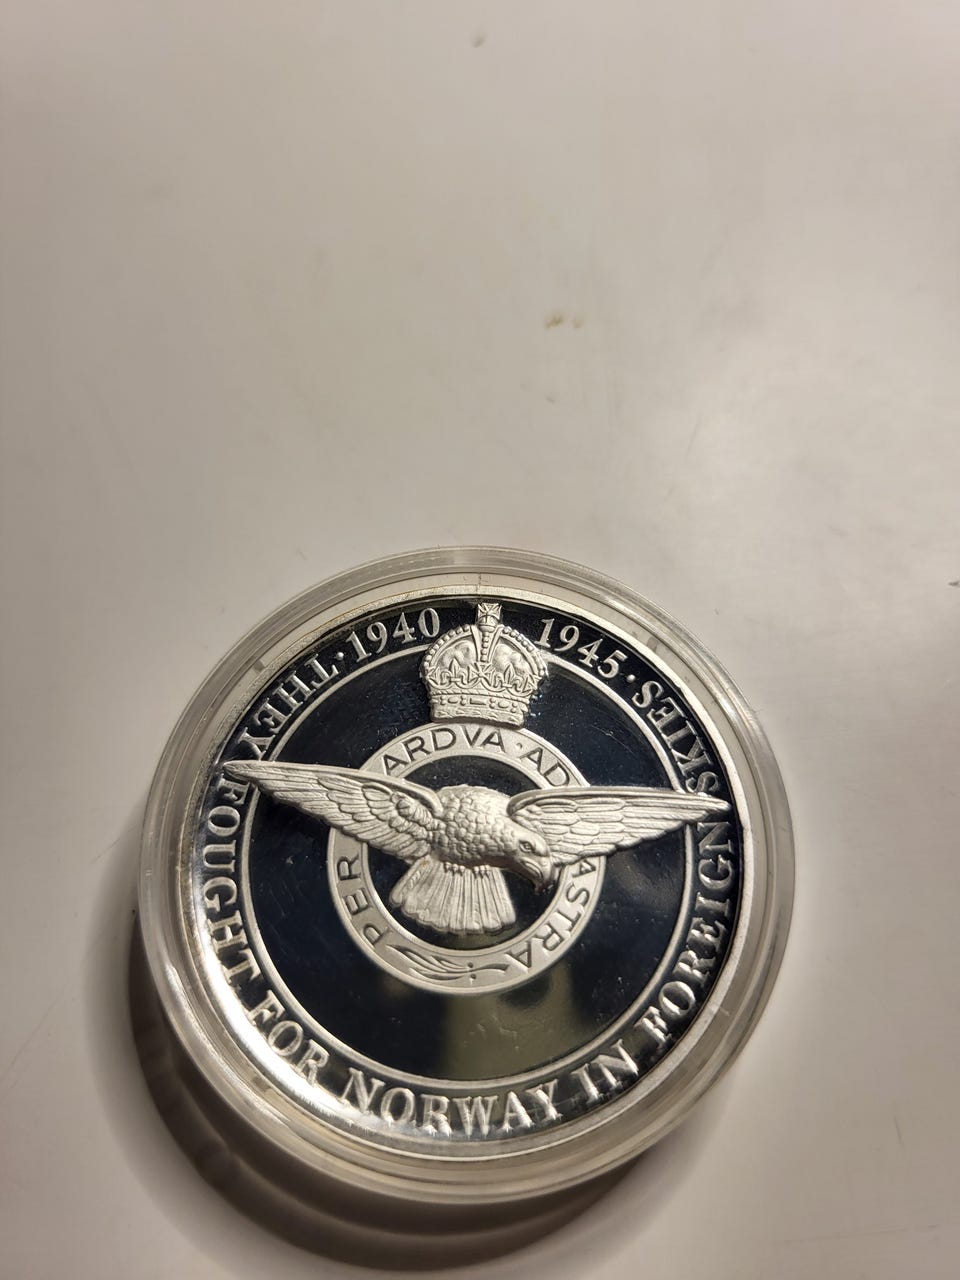 1940 1945
THEY FOUGHT FOR NORWAY IN FOREIGN SKIES
PER ARDVA · AD ASTRA